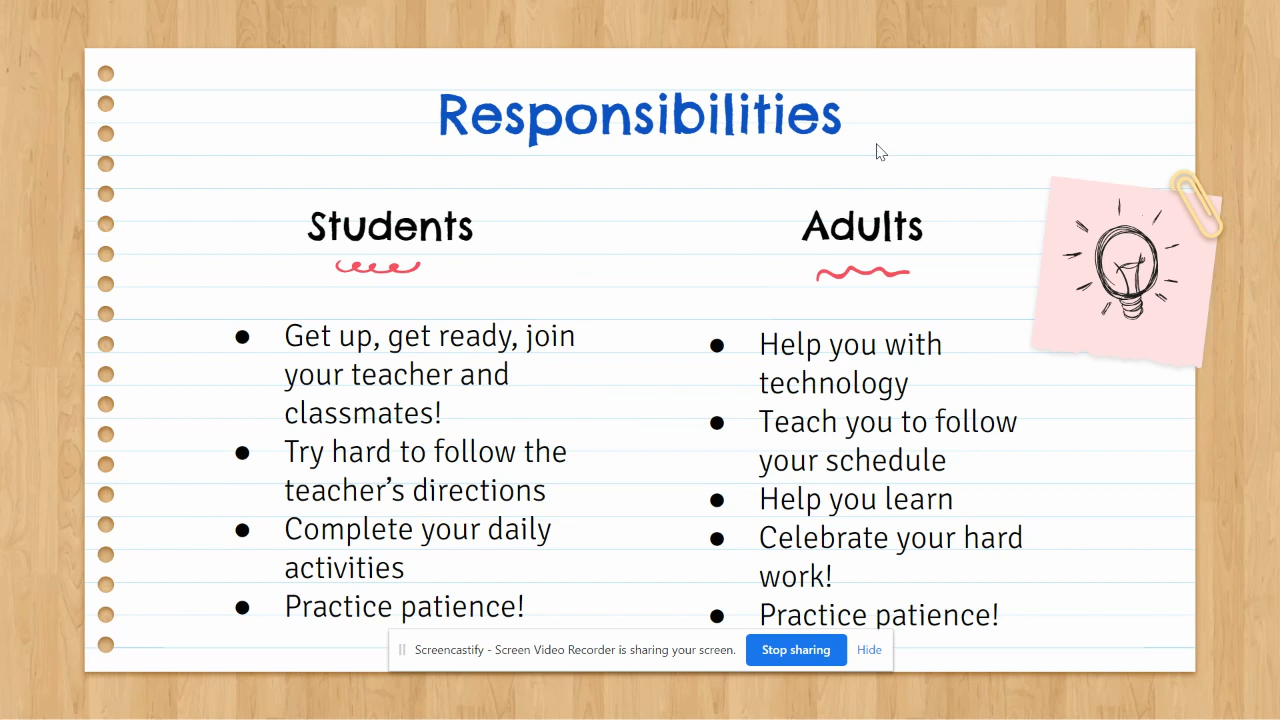 Responsibilities
Students
Get up, get ready, join
your teacher and
classmates!
Try hard to follow the
teacher's directions
Complete your daily
activities
Practice patience!
Adults
Help you with
technology
Teach you to follow
your schedule
Help you learn
Celebrate your hard
work!
Practice patience!
Screencastify - Screen Video Recorder is sharing your screen.
Stop sharing
Hide